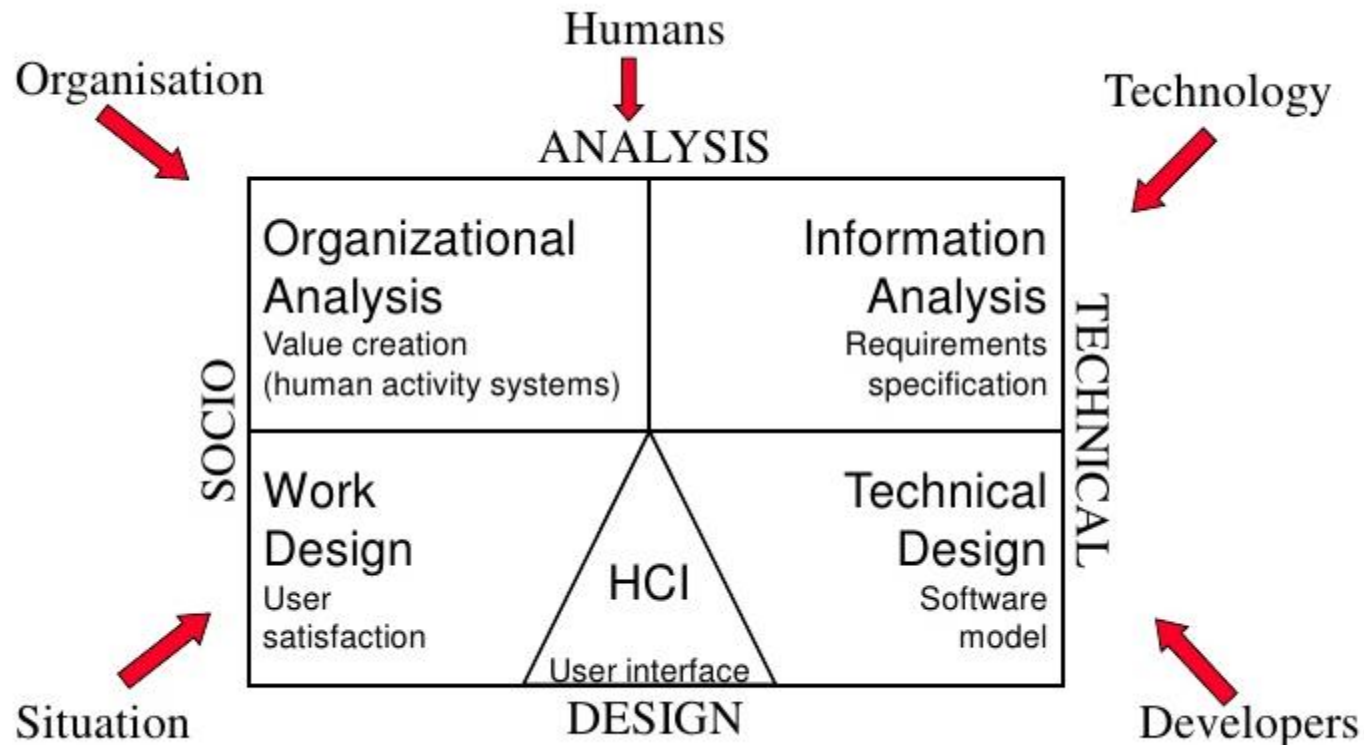 Humans
Organisation
Technology
ANALYSIS
Organizational
Analysis
Value creation
(human activity systems)
Information
Analysis
Requirements
specification
SOCIO
TECHNICAL
Work
Design
User
satisfaction
HCI
User interface
Technical
Design
Software
model
DESIGN
Situation
Developers